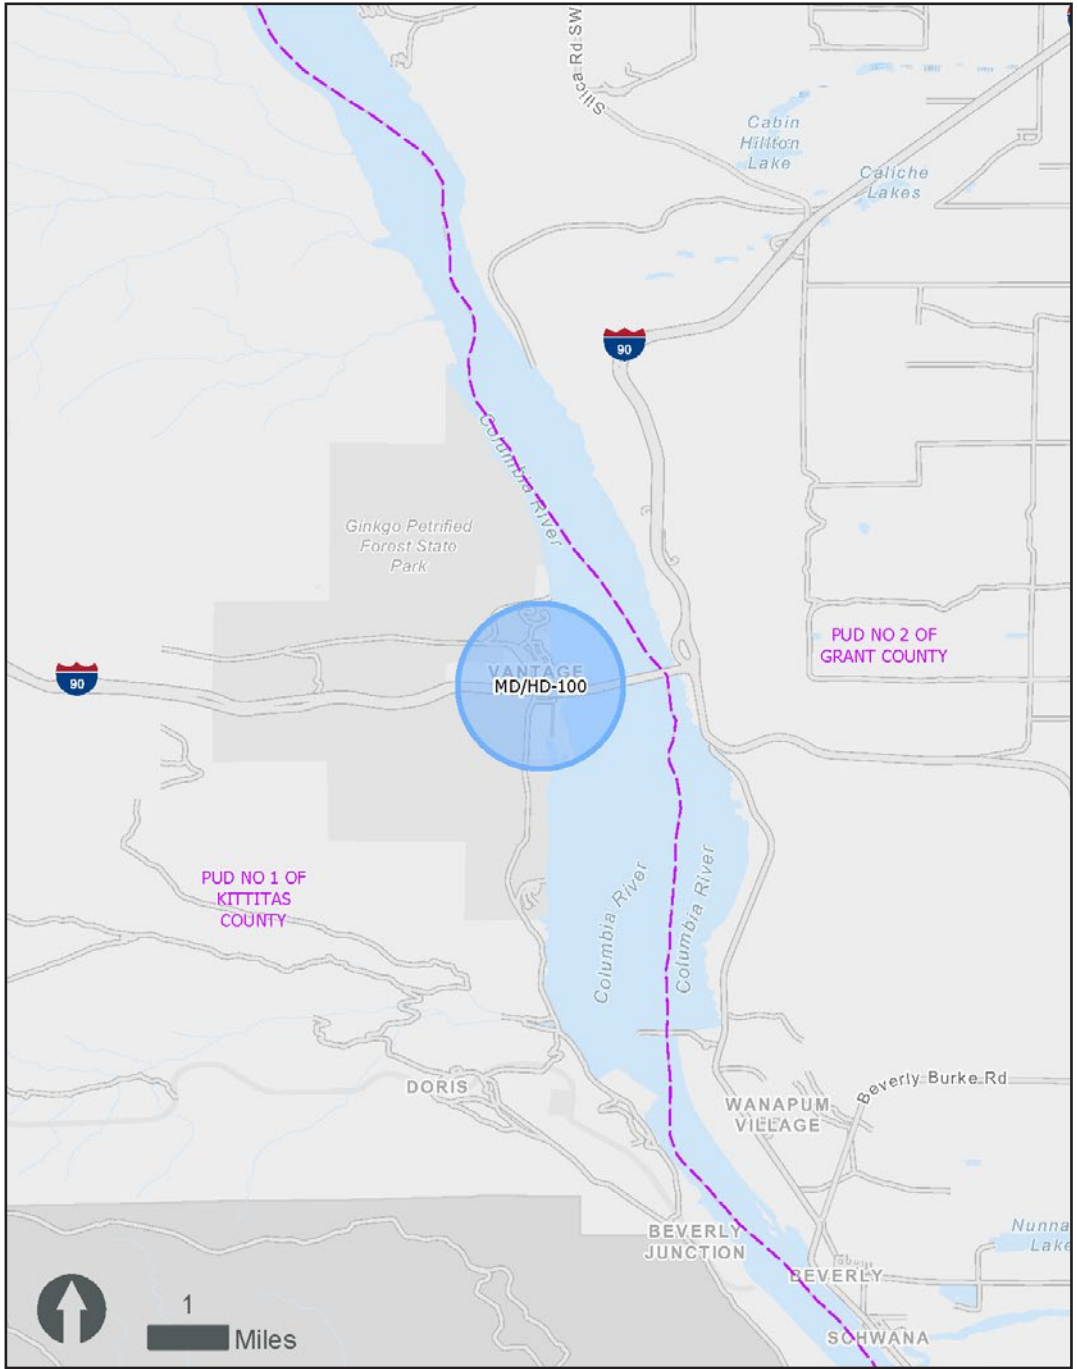 Silica Rd SW
Cabin
Hillton
Lake
Caliche
Lakes
90
Columbia River
Ginkgo Petrified
Forest State
Park
PUD NO 2 OF
GRANT COUNTY
90
VANTAGE
MD/HD-100
PUD NO 1 OF
KITTITAS
COUNTY
Columbia River
Columbia River
DORIS
Beverly Burke Rd
WANAPUM
VILLAGE
BEVERLY
JUNCTION
Nunna
Lake
BEVERLY
SCHWANA
1
Miles